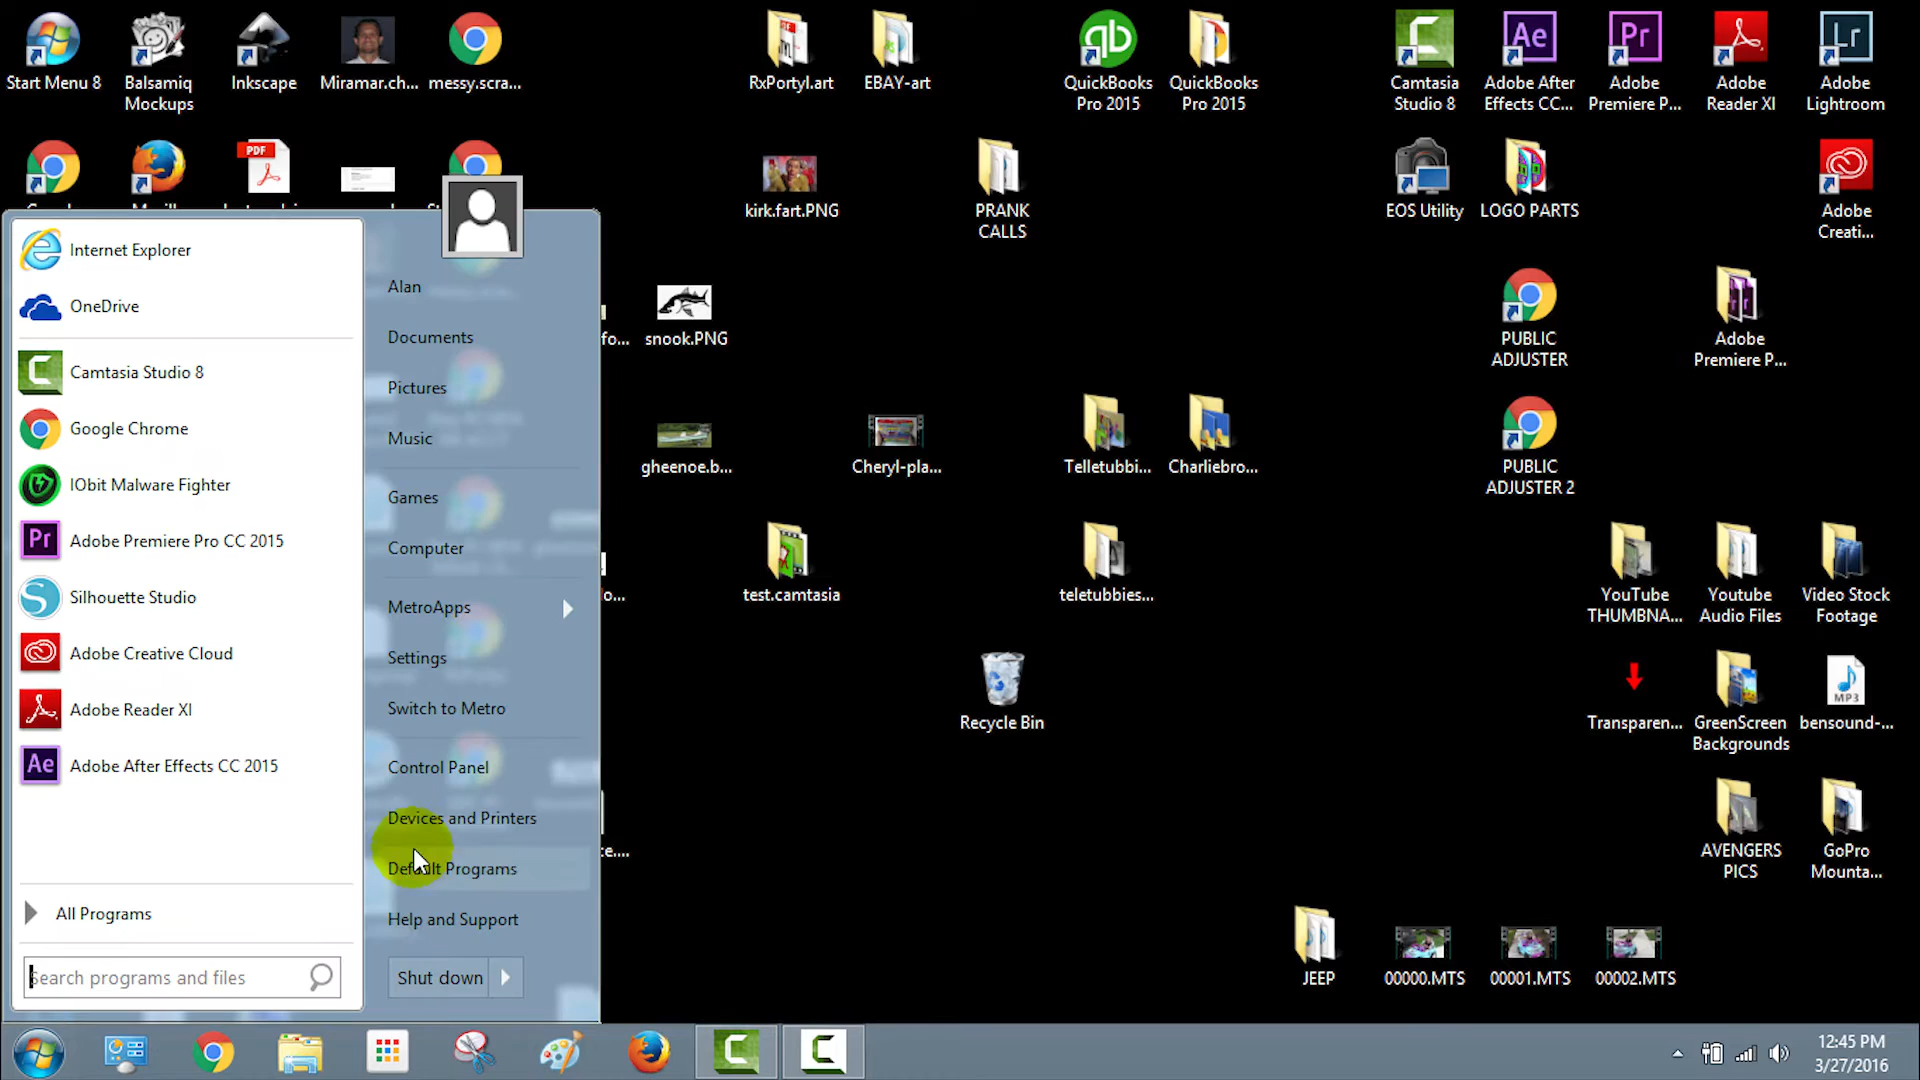 Start Menu 8
Balsamiq
Mockups
Inkscape
Miramar.ch...
messy.scra...
RxPortyl.art
EBAY-art
QuickBooks
Pro 2015
QuickBooks
Pro 2015
Camtasia
Studio 8
Adobe After
Effects CC...
Adobe
Premiere P...
Adobe
Reader XI
Adobe
Lightroom
PDF
kirk.fart.PNG
PRANK
CALLS
EOS Utility
LOGO PARTS
Adobe
Creati...
snook.PNG
PUBLIC
ADJUSTER
Adobe
Premiere P...
gheenoe.b...
Cheryl-pla...
Telletubbi...
Charliebro...
PUBLIC
ADJUSTER 2
test.camtasia
teletubbies...
YouTube
THUMBNA...
Youtube
Audio Files
Video Stock
Footage
Recycle Bin
Transparen...
GreenScreen
Backgrounds
MP3
bensound-...
AVENGERS
PICS
GoPro
Mounta...
JEEP
00000.MTS
00001.MTS
00002.MTS
Internet Explorer
OneDrive
Camtasia Studio 8
Google Chrome
IObit Malware Fighter
Adobe Premiere Pro CC 2015
Silhouette Studio
Adobe Creative Cloud
Adobe Reader XI
Adobe After Effects CC 2015
All Programs
Search programs and files
Alan
Documents
Pictures
Music
Games
Computer
MetroApps
Settings
Switch to Metro
Control Panel
Devices and Printers
Default Programs
Help and Support
Shut down
12:45 PM
3/27/2016